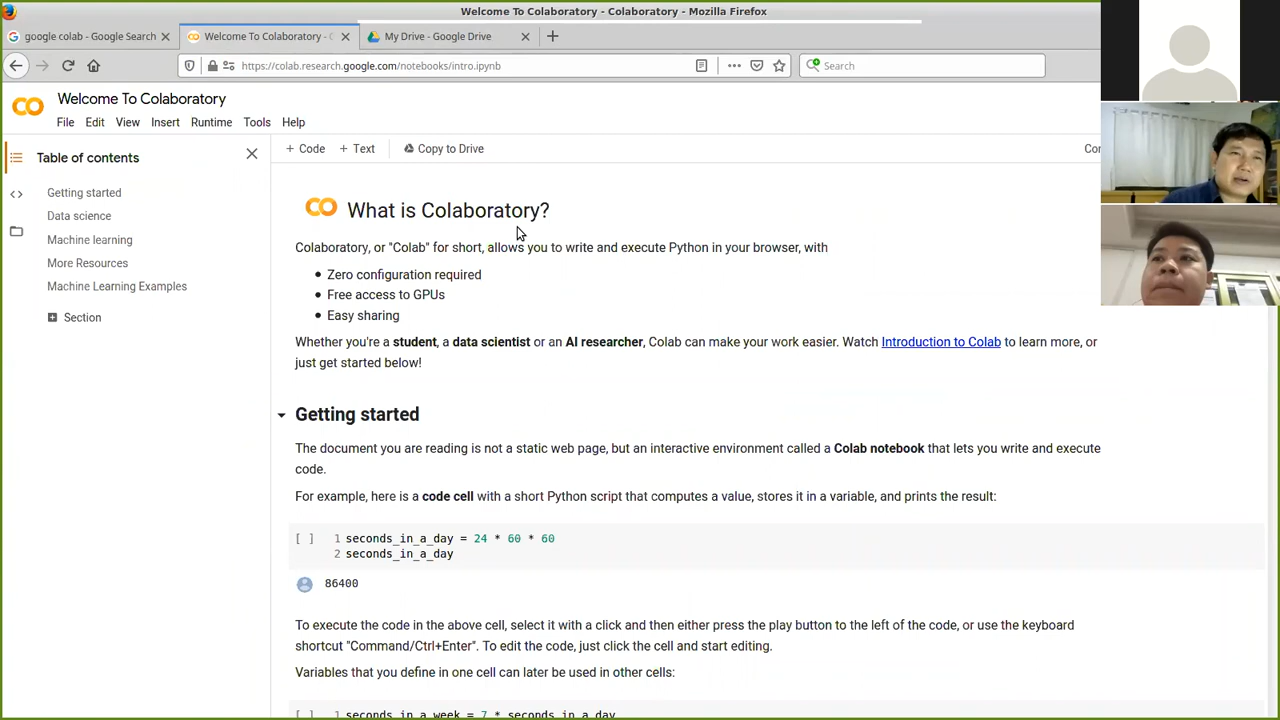 Welcome To Colaboratory - Colaboratory - Mozilla Firefox
google colab - Google Search
Welcome To Colaboratory - C
My Drive - Google Drive
https://colab.research.google.com/notebooks/intro.ipynb
Search
Welcome To Colaboratory
File Edit View Insert Runtime Tools Help
Table of contents
Getting started
Data science
Machine learning
More Resources
Machine Learning Examples
Section
+ Code + Text Copy to Drive
Con
What is Colaboratory?
Colaboratory, or "Colab" for short, allows you to write and execute Python in your browser, with
• Zero configuration required
• Free access to GPUs
• Easy sharing
Whether you're a student, a data scientist or an AI researcher, Colab can make your work easier. Watch Introduction to Colab to learn more, or
just get started below!
Getting started
The document you are reading is not a static web page, but an interactive environment called a Colab notebook that lets you write and execute
code.
For example, here is a code cell with a short Python script that computes a value, stores it in a variable, and prints the result:
[ ] 1 seconds_in_a_day = 24 * 60 * 60
2 seconds_in_a_day
86400
To execute the code in the above cell, select it with a click and then either press the play button to the left of the code, or use the keyboard
shortcut "Command/Ctrl+Enter". To edit the code, just click the cell and start editing.
Variables that you define in one cell can later be used in other cells:
[ ] 1 seconds_in_a_week = 7 * seconds_in_a_day